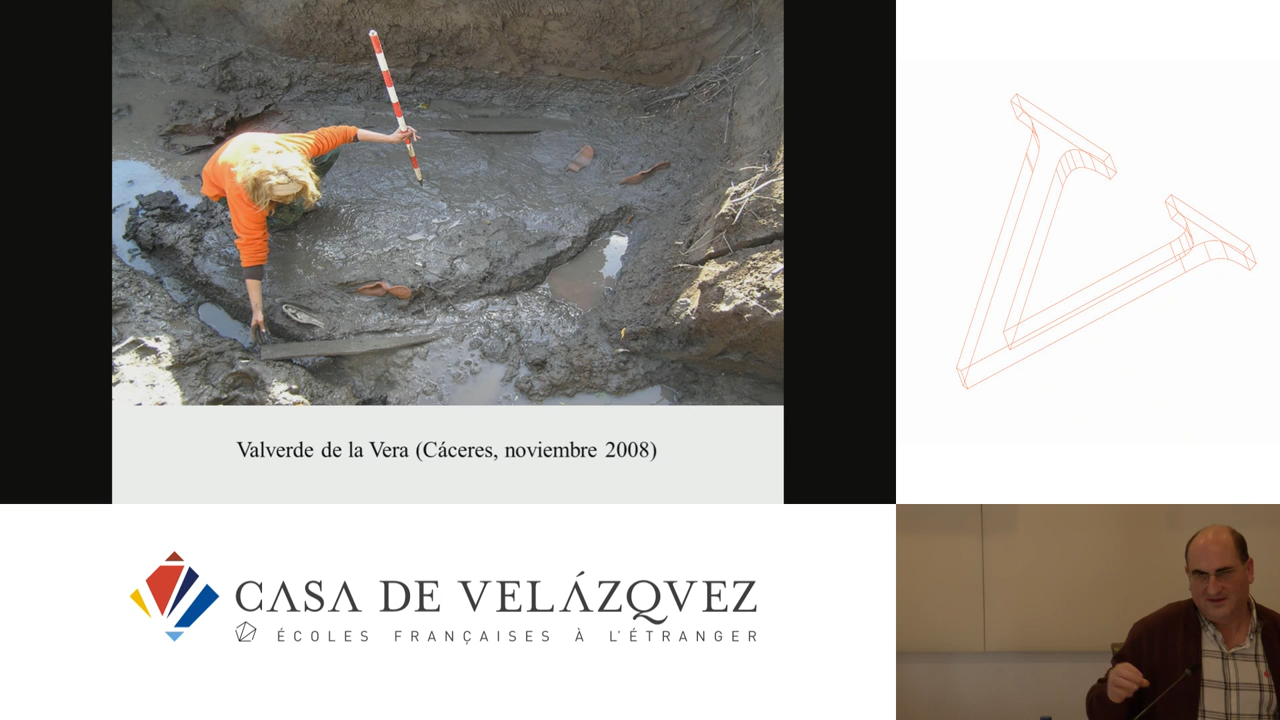 Valverde de la Vera (Cáceres, noviembre 2008)
CASA DE VELÁZQVEZ
ÉCOLES FRANÇAISES À L'ÉTRANGER